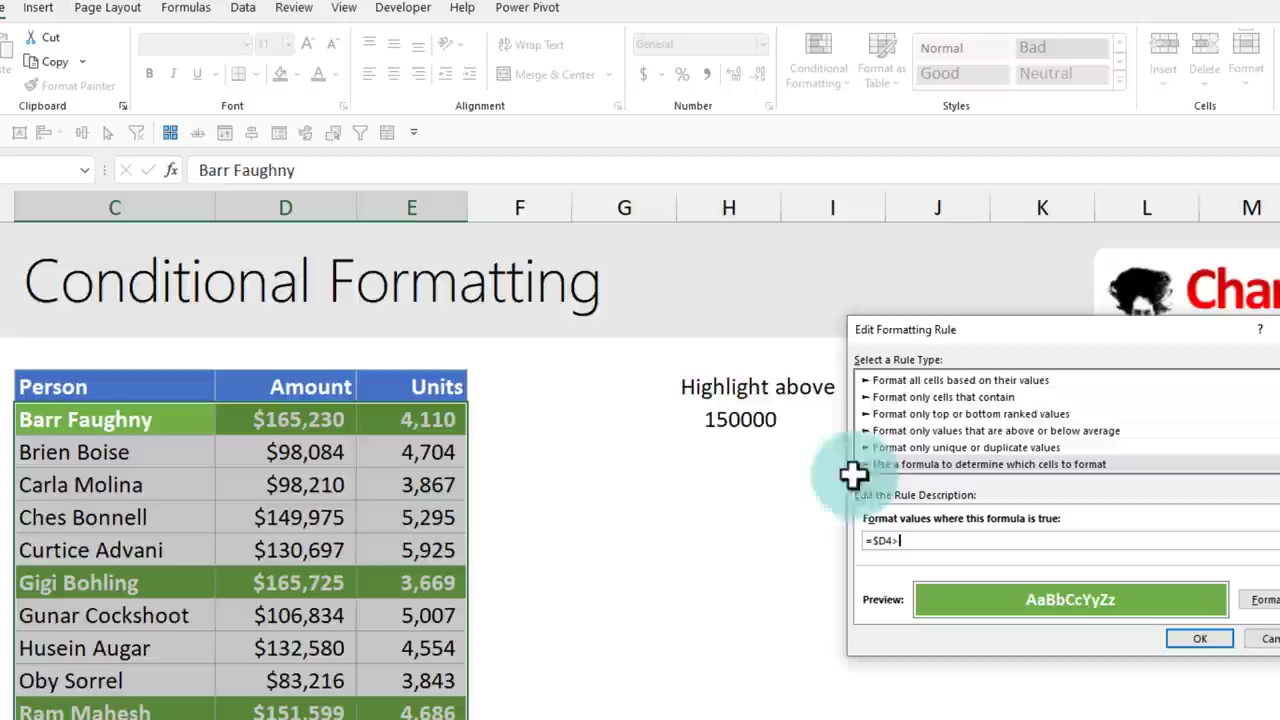 Insert Page Layout Formulas Data Review View Developer Help Power Pivot
Cut
Copy
Format Painter
Clipboard
11 A A
B I U A
Font
Wrap Text
Merge & Center
Alignment
General
$ % 9
Number
Conditional Formatting
Format as Table
Normal Bad
Good Neutral
Styles
Insert Delete Format
Cells
fx Barr Faughny
C D E F G H I J K L M
Conditional Formatting
Person Amount Units
Barr Faughny $165,230 4,110
Brien Boise $98,084 4,704
Carla Molina $98,210 3,867
Ches Bonnell $149,975 5,295
Curtice Advani $130,697 5,925
Gigi Bohling $165,725 3,669
Gunar Cockshoot $106,834 5,007
Husein Augar $132,580 4,554
Oby Sorrel $83,216 3,843
Ram Mahesh $151,599 4,686
Highlight above
150000
Edit Formatting Rule ?
Select a Rule Type:
► Format all cells based on their values
► Format only cells that contain
► Format only top or bottom ranked values
► Format only values that are above or below average
► Format only unique or duplicate values
Use a formula to determine which cells to format
Edit the Rule Description:
Format values where this formula is true:
=$D4>
Preview: AaBbCcYyZz
OK